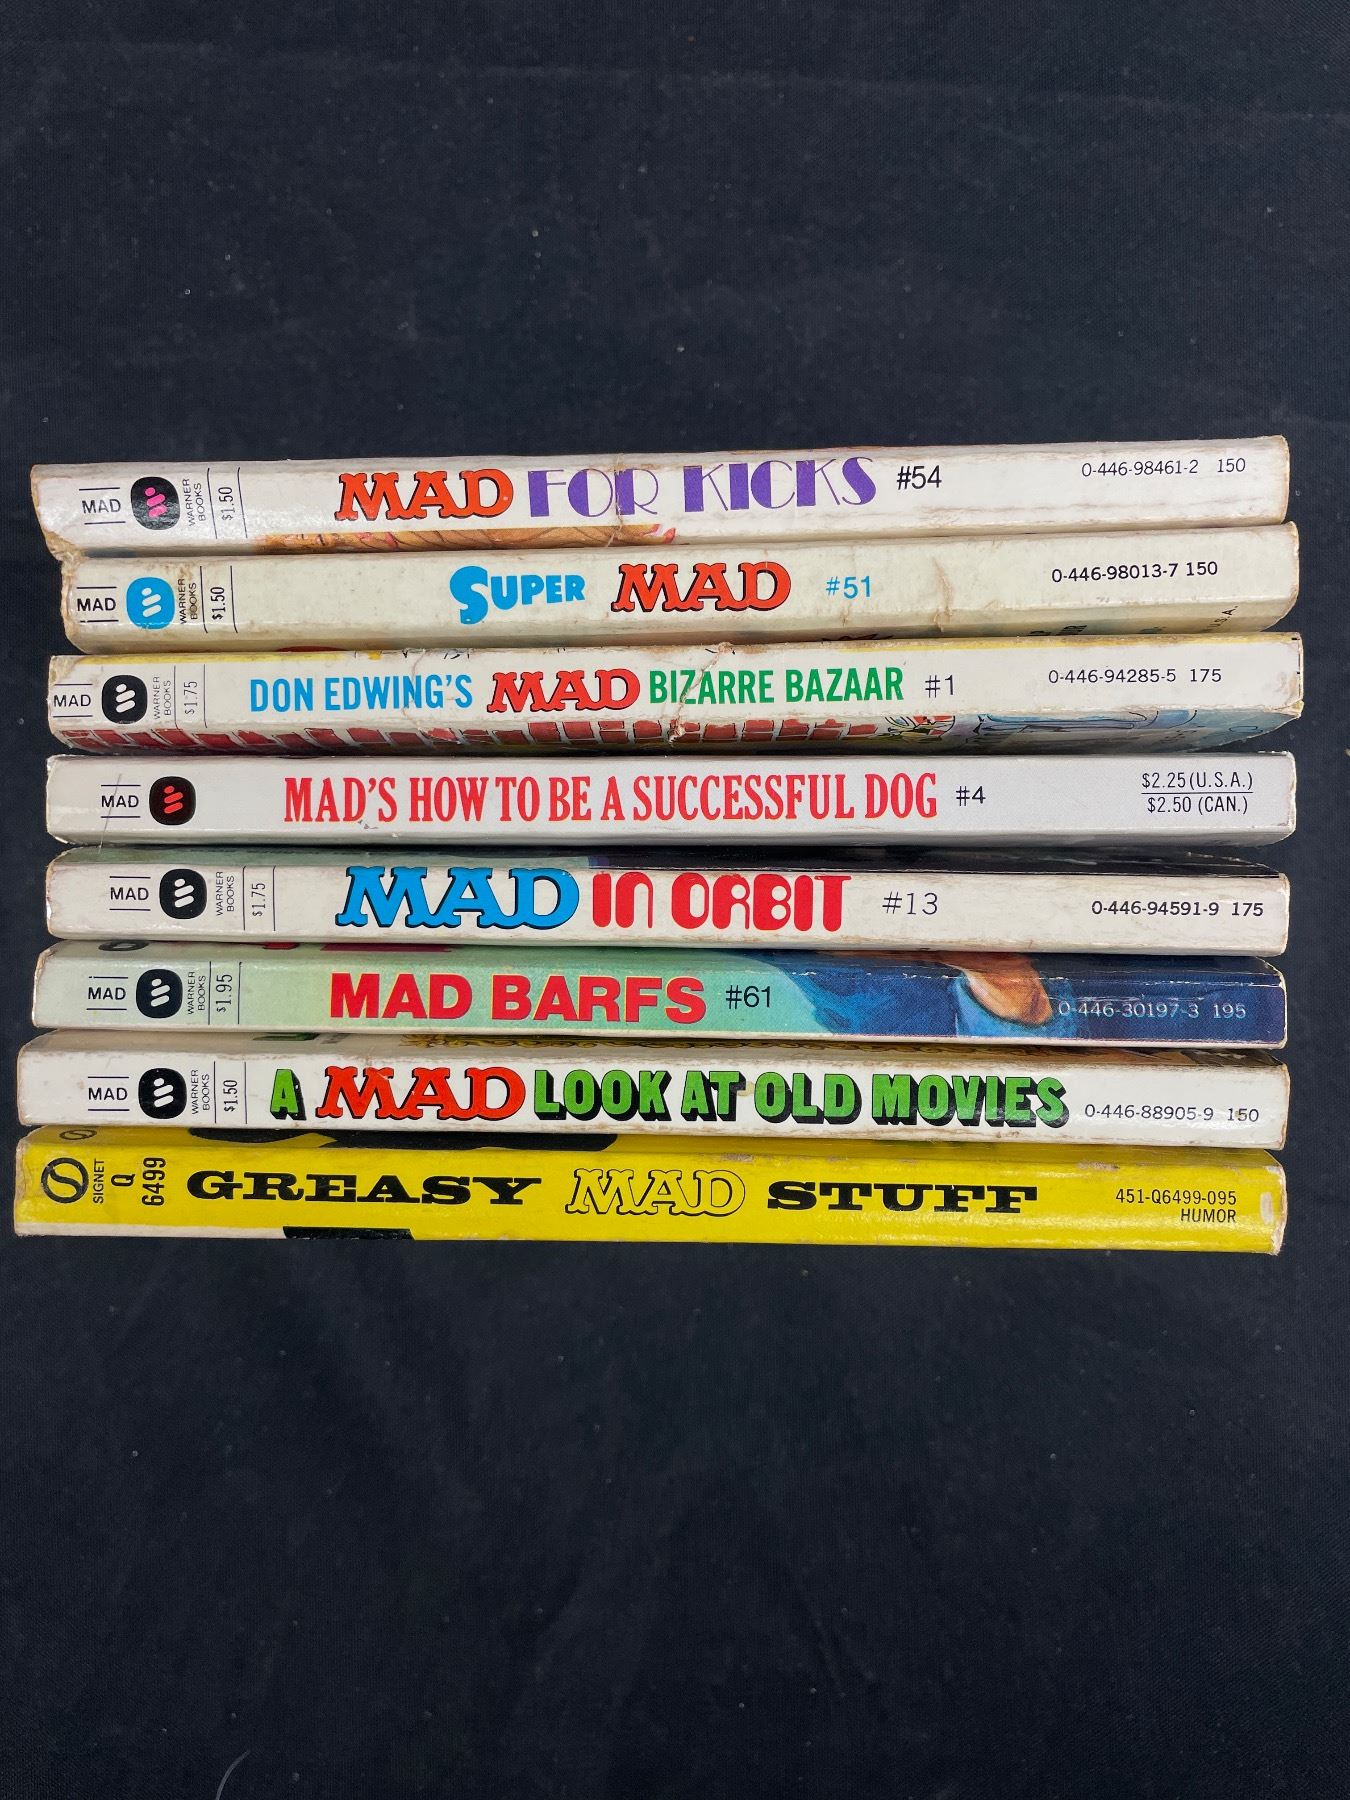 MAD WARNER BOOKS $1.50 MAD FOR KICKS #54 0-446-98461-2 150
MAD WARNER BOOKS $1.50 SUPER MAD #51 0-446-98013-7 150
U.S.A.
MAD WARNER BOOKS $1.75 DON EDWING'S MAD BIZARRE BAZAAR #1 0-446-94285-5 175
MAD MAD'S HOW TO BE A SUCCESSFUL DOG #4 $2.25 (U.S.A.)
$2.50 (CAN.)
MAD WARNER BOOKS $1.75 MAD IN ORBIT #13 0-446-94591-9 175
MAD WARNER BOOKS $1.95 MAD BARFS #61 0-446-30197-3 195
MAD WARNER BOOKS $1.50 A MAD LOOK AT OLD MOVIES 0-446-88905-9 150
SIGNET Q 6499 GREASY MAD STUFF 451-Q6499-095
HUMOR